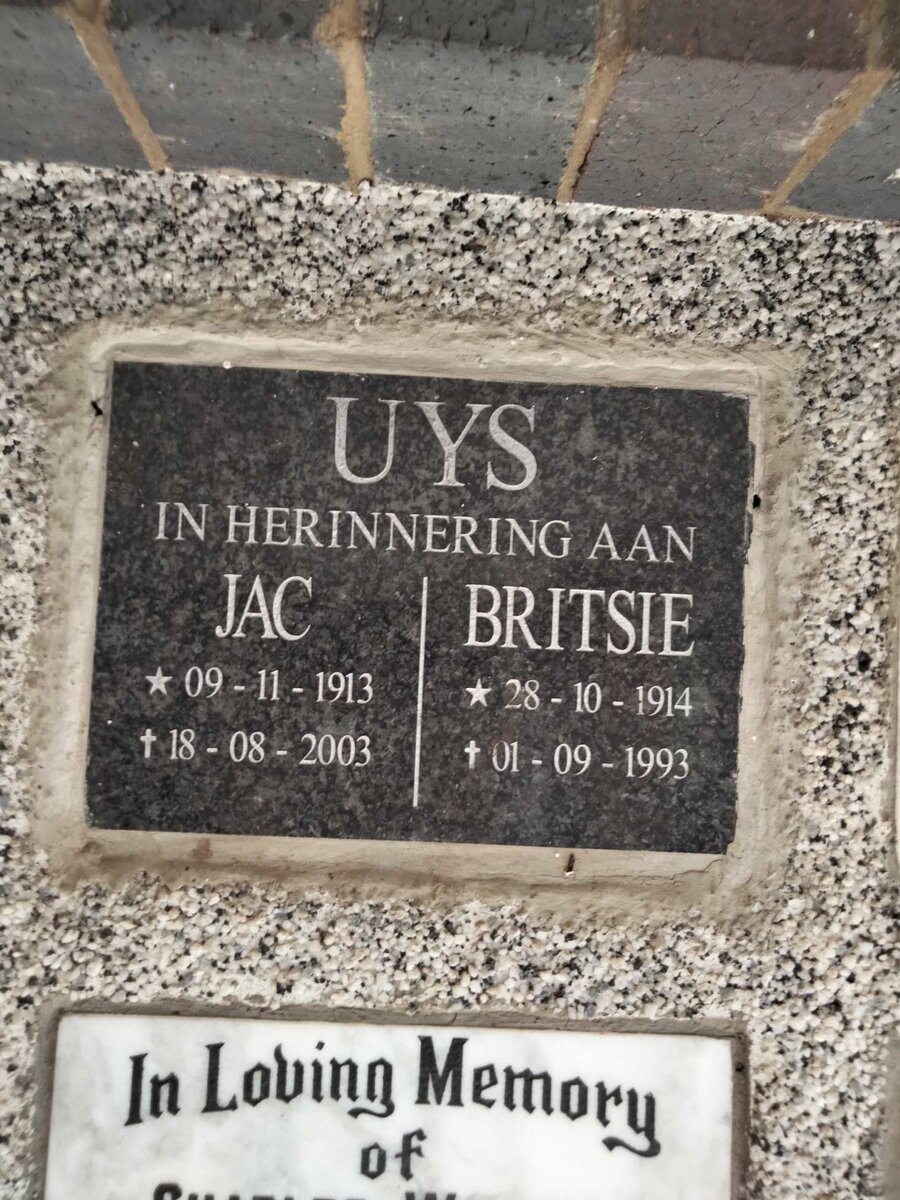 UYS
IN HERINNERING AAN
JAC
★ 09 - 11 - 1913
✝ 18 - 08 - 2003
BRITSIE
★ 28 - 10 - 1914
✝ 01 - 09 - 1993
In Loving Memory
of